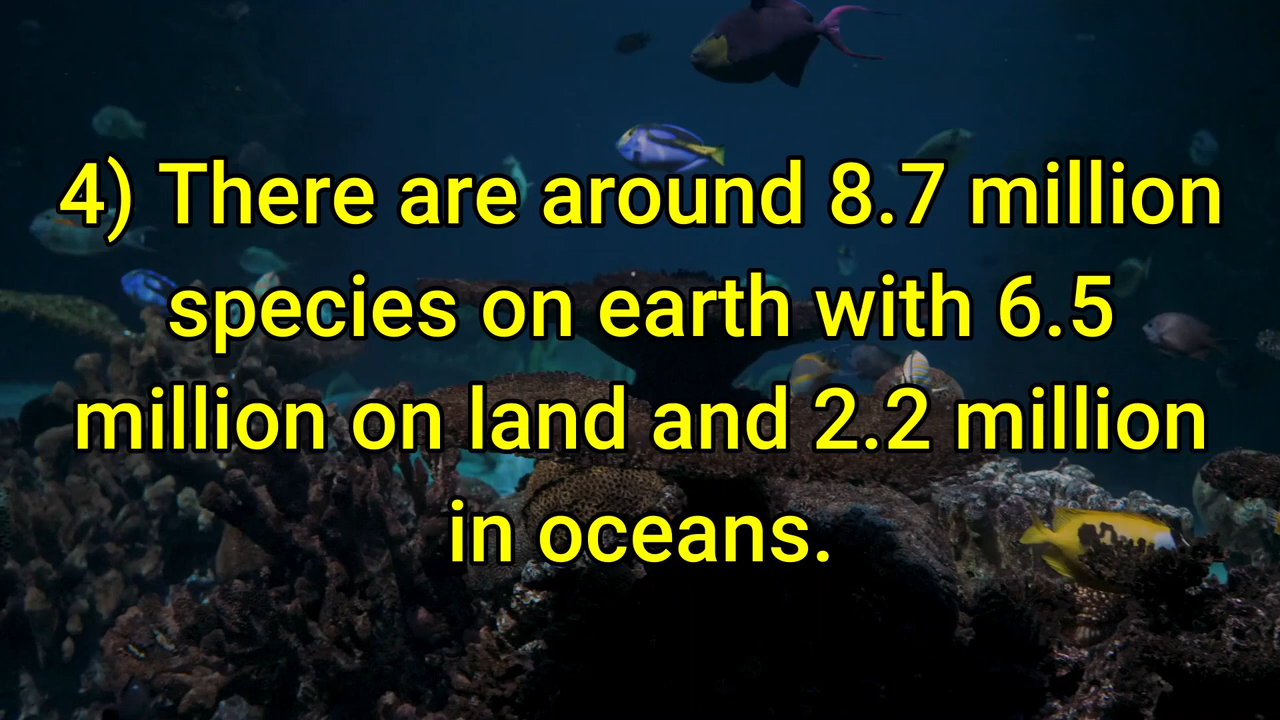 4) There are around 8.7 million
species on earth with 6.5
million on land and 2.2 million
in oceans.